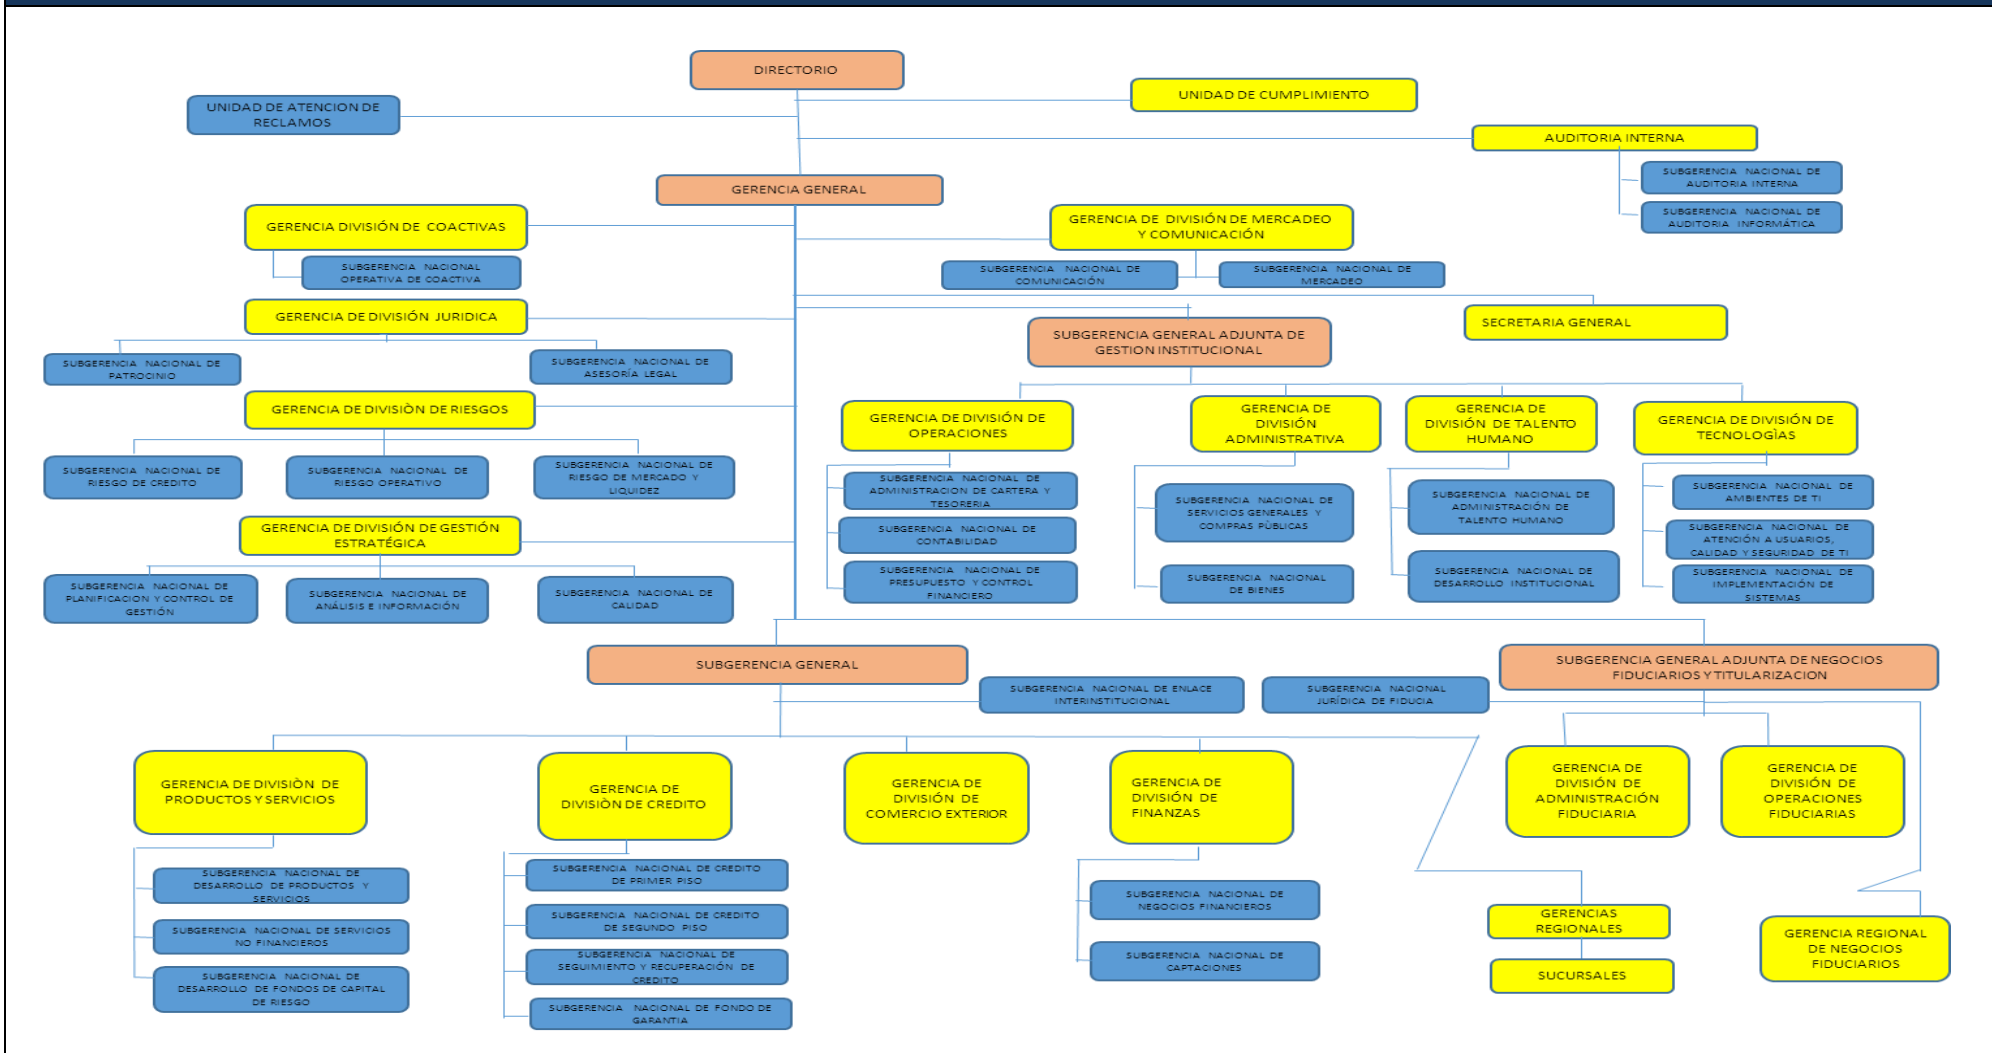 DIRECTORIO
UNIDAD DE CUMPLIMIENTO
UNIDAD DE ATENCION DE
RECLAMOS
AUDITORIA INTERNA
SUBGERENCIA NACIONAL DE
AUDITORIA INTERNA
SUBGERENCIA NACIONAL DE
AUDITORIA INFORMÁTICA
GERENCIA GENERAL
GERENCIA DIVISIÓN DE COACTIVAS
SUBGERENCIA NACIONAL
OPERATIVA DE COACTIVA
GERENCIA DE DIVISIÓN DE MERCADEO
Y COMUNICACIÓN
SUBGERENCIA NACIONAL DE
COMUNICACIÓN
SUBGERENCIA NACIONAL DE
MERCADEO
GERENCIA DE DIVISIÓN JURIDICA
SUBGERENCIA NACIONAL DE
PATROCINIO
SUBGERENCIA NACIONAL DE
ASESORÍA LEGAL
SECRETARIA GENERAL
SUBGERENCIA GENERAL ADJUNTA DE
GESTION INSTITUCIONAL
GERENCIA DE DIVISIÒN DE RIESGOS
SUBGERENCIA NACIONAL DE
RIESGO DE CREDITO
SUBGERENCIA NACIONAL DE
RIESGO OPERATIVO
SUBGERENCIA NACIONAL DE
RIESGO DE MERCADO Y
LIQUIDEZ
GERENCIA DE DIVISIÓN DE
OPERACIONES
SUBGERENCIA NACIONAL DE
ADMINISTRACION DE CARTERA Y
TESORERIA
SUBGERENCIA NACIONAL DE
CONTABILIDAD
SUBGERENCIA NACIONAL DE
PRESUPUESTO Y CONTROL
FINANCIERO
GERENCIA DE
DIVISIÓN
ADMINISTRATIVA
SUBGERENCIA NACIONAL DE
SERVICIOS GENERALES Y
COMPRAS PÙBLICAS
SUBGERENCIA NACIONAL
DE BIENES
GERENCIA DE
DIVISIÓN DE TALENTO
HUMANO
SUBGERENCIA NACIONAL DE
ADMINISTRACIÓN DE
TALENTO HUMANO
SUBGERENCIA NACIONAL DE
DESARROLLO INSTITUCIONAL
GERENCIA DE DIVISIÓN DE
TECNOLOGÌAS
SUBGERENCIA NACIONAL DE
AMBIENTES DE TI
SUBGERENCIA NACIONAL DE
ATENCIÓN A USUARIOS,
CALIDAD Y SEGURIDAD DE TI
SUBGERENCIA NACIONAL DE
IMPLEMENTACIÓN DE
SISTEMAS
GERENCIA DE DIVISIÓN DE GESTIÓN
ESTRATÉGICA
SUBGERENCIA NACIONAL DE
PLANIFICACION Y CONTROL DE
GESTIÓN
SUBGERENCIA NACIONAL DE
ANÁLISIS E INFORMACIÓN
SUBGERENCIA NACIONAL DE
CALIDAD
SUBGERENCIA GENERAL
SUBGERENCIA NACIONAL DE ENLACE
INTERINSTITUCIONAL
SUBGERENCIA NACIONAL
JURÍDICA DE FIDUCIA
SUBGERENCIA GENERAL ADJUNTA DE NEGOCIOS
FIDUCIARIOS Y TITULARIZACION
GERENCIA DE DIVISIÒN DE
PRODUCTOS Y SERVICIOS
SUBGERENCIA NACIONAL DE
DESARROLLO DE PRODUCTOS Y
SERVICIOS
SUBGERENCIA NACIONAL DE SERVICIOS
NO FINANCIEROS
SUBGERENCIA NACIONAL DE
DESARROLLO DE FONDOS DE CAPITAL
DE RIESGO
GERENCIA DE
DIVISIÒN DE CREDITO
SUBGERENCIA NACIONAL DE CREDITO
DE PRIMER PISO
SUBGERENCIA NACIONAL DE CREDITO
DE SEGUNDO PISO
SUBGERENCIA NACIONAL DE
SEGUIMIENTO Y RECUPERACIÓN DE
CREDITO
SUBGERENCIA NACIONAL DE FONDO DE
GARANTIA
GERENCIA DE
DIVISIÓN DE
COMERCIO EXTERIOR
GERENCIA DE
DIVISIÓN DE
FINANZAS
SUBGERENCIA NACIONAL DE
NEGOCIOS FINANCIEROS
SUBGERENCIA NACIONAL DE
CAPTACIONES
GERENCIA DE
DIVISIÓN DE
ADMINISTRACIÓN
FIDUCIARIA
GERENCIA DE
DIVISIÓN DE
OPERACIONES
FIDUCIARIAS
GERENCIAS
REGIONALES
SUCURSALES
GERENCIA REGIONAL
DE NEGOCIOS
FIDUCIARIOS